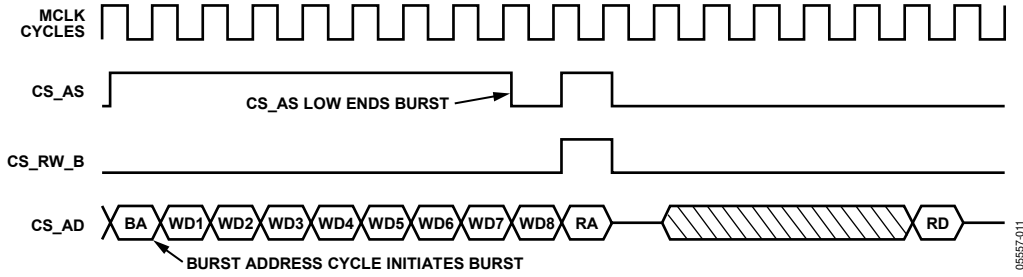 MCLK
CYCLES
CS_AS
CS_AS LOW ENDS BURST
CS_RW_B
CS_AD
BA WD1 WD2 WD3 WD4 WD5 WD6 WD7 WD8 RA RD
BURST ADDRESS CYCLE INITIATES BURST
05557-011